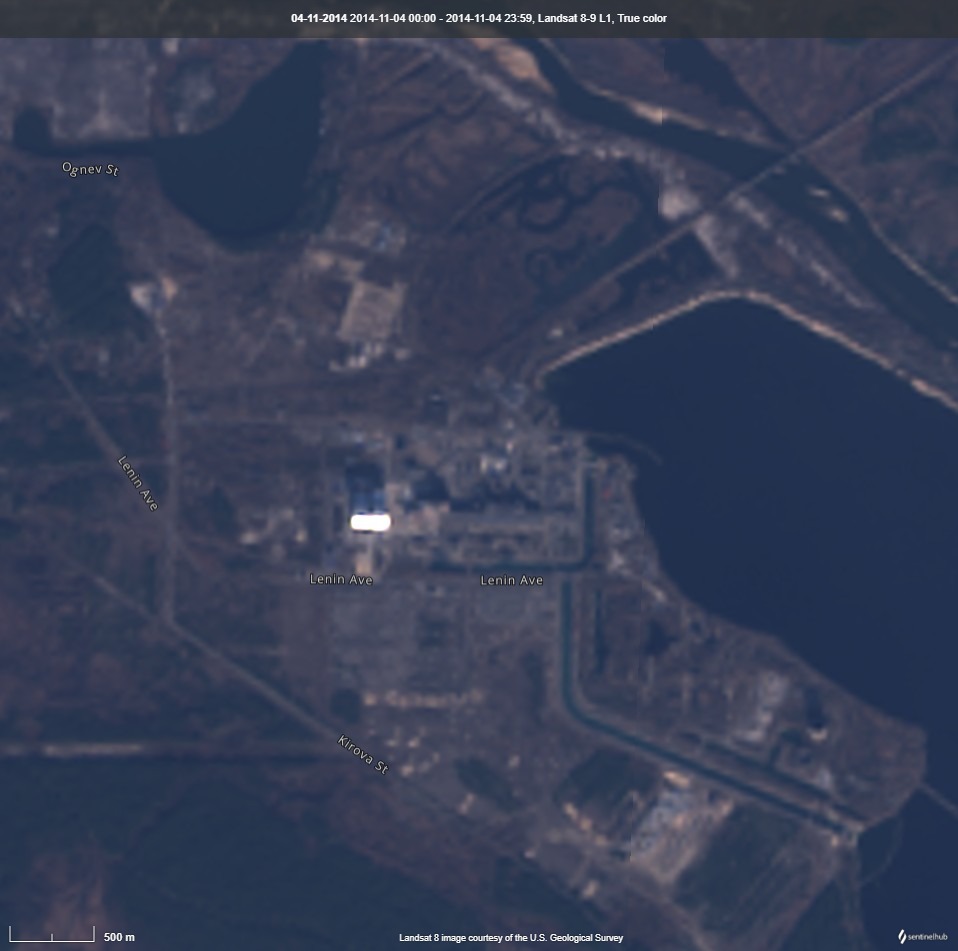 04-11-2014 2014-11-04 00:00 - 2014-11-04 23:59, Landsat 8-9 L1, True color
Ognev St
Lenin Ave
Lenin Ave
Lenin Ave
Kirova St
500 m
Landsat 8 image courtesy of the U.S. Geological Survey
sentinelhub